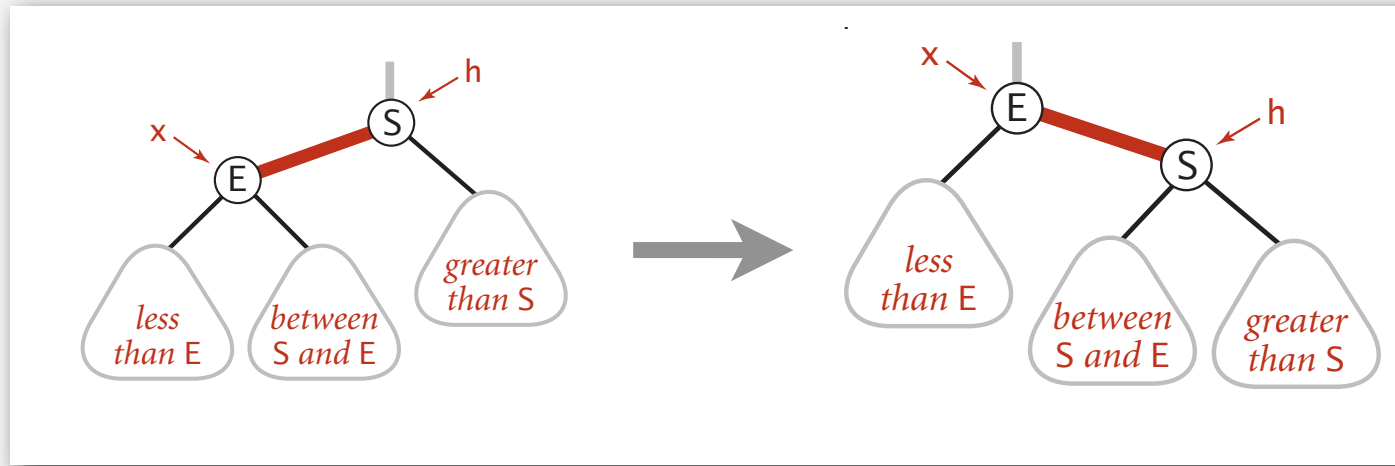 h
S
x
E
less
than E
between
S and E
greater
than S
x
E
h
S
less
than E
between
S and E
greater
than S